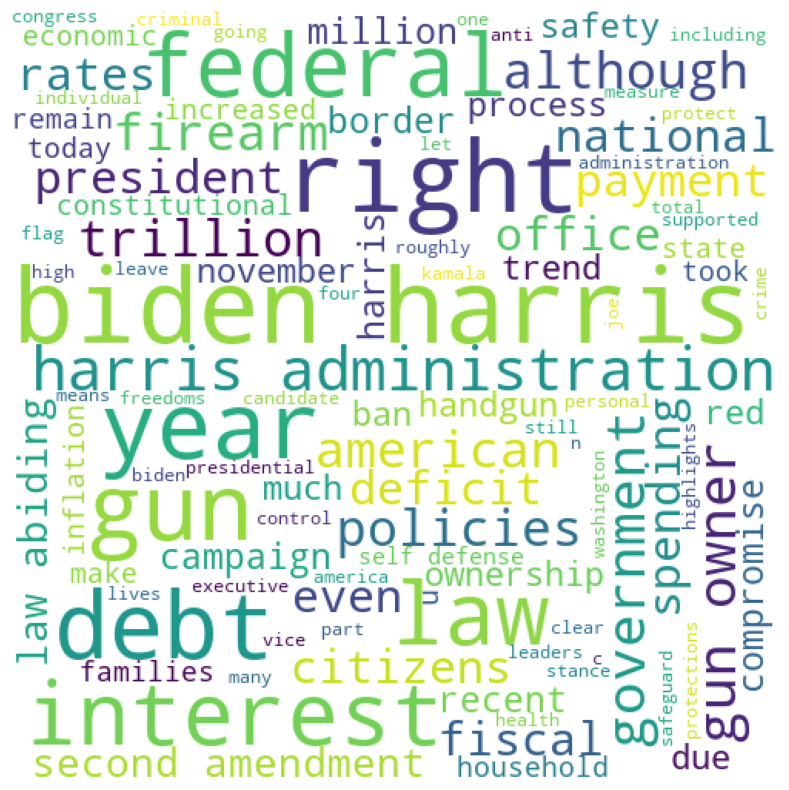 congress criminal going one anti including
economic million safety
rates federal although
individual increased process measure
remain firearm border let protect
today national
president right administration
constitutional payment
flag trillion harris roughly office total supported
high leave november kamala trend state took
four joe crime
biden harris
harris administration
means freedoms candidate personal
law abiding year ban handgun still red
inflation american n
biden presidential much deficit government spending highlights
gun control policies washington gun owner compromise
make campaign self defense ownership
lives executive america even n
debt vice part law clear
families many citizens leaders c stance
interest recent safeguard protections
health
fiscal due
second amendment household